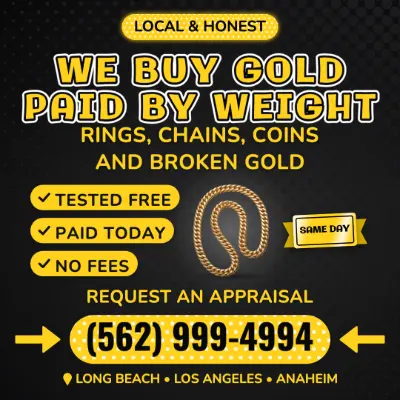 LOCAL & HONEST
WE BUY GOLD
PAID BY WEIGHT
RINGS, CHAINS, COINS
AND BROKEN GOLD
✓ TESTED FREE
✓ PAID TODAY
✓ NO FEES
SAME DAY
REQUEST AN APPRAISAL
(562) 999-4994
LONG BEACH • LOS ANGELES • ANAHEIM